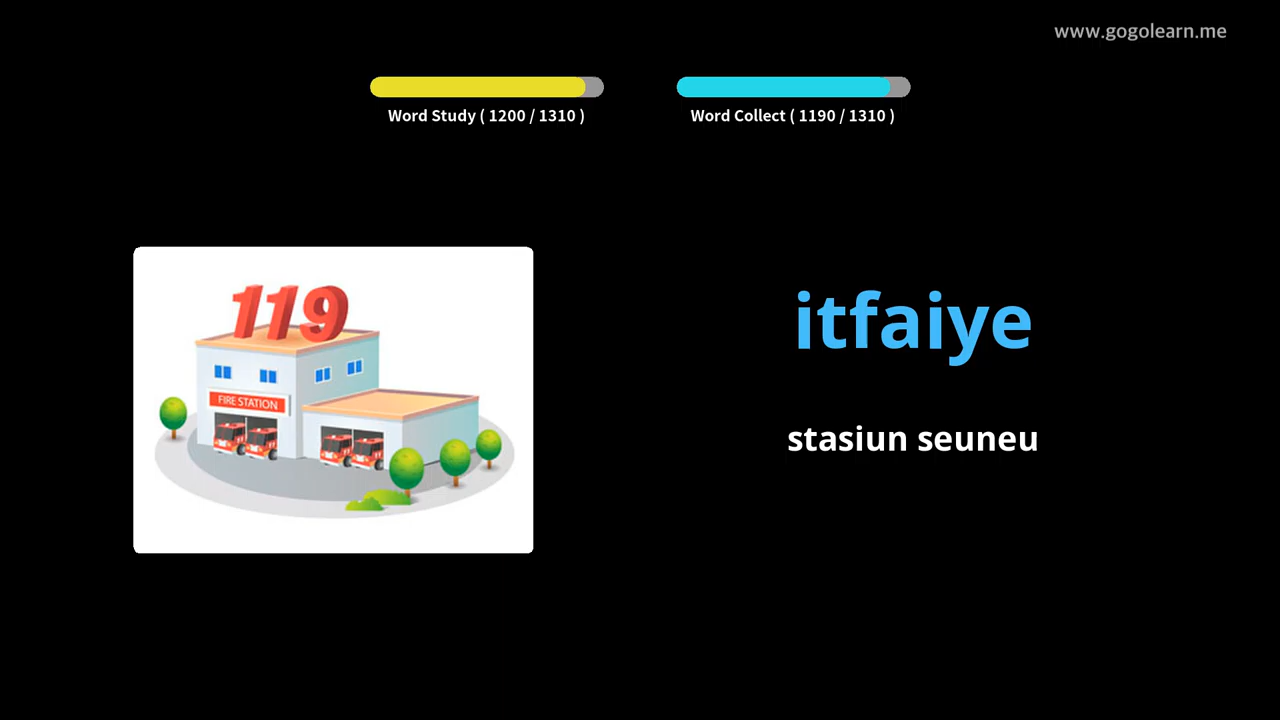 www.gogolearn.me
Word Study ( 1200 / 1310 )
Word Collect ( 1190 / 1310 )
119
FIRE STATION
itfaiye
stasiun seuneu